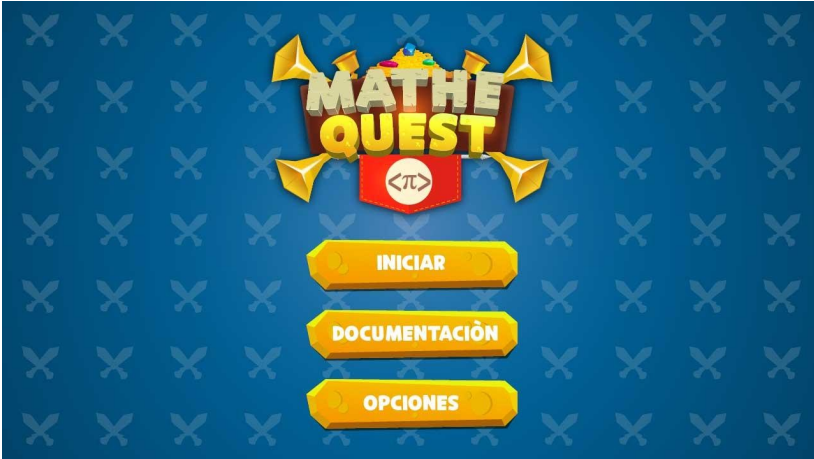 MATHE
QUEST
<π>
INICIAR
DOCUMENTACIÒN
OPCIONES